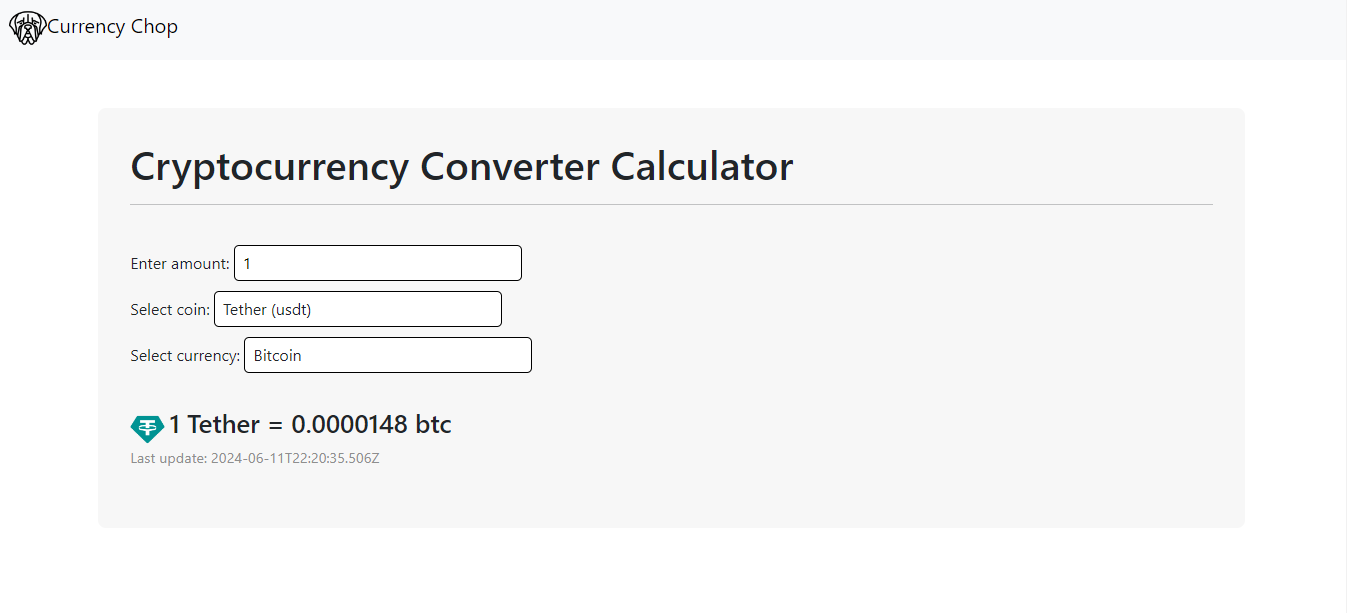 Currency Chop
Cryptocurrency Converter Calculator
Enter amount: 1
Select coin: Tether (usdt)
Select currency: Bitcoin
1 Tether = 0.0000148 btc
Last update: 2024-06-11T22:20:35.506Z